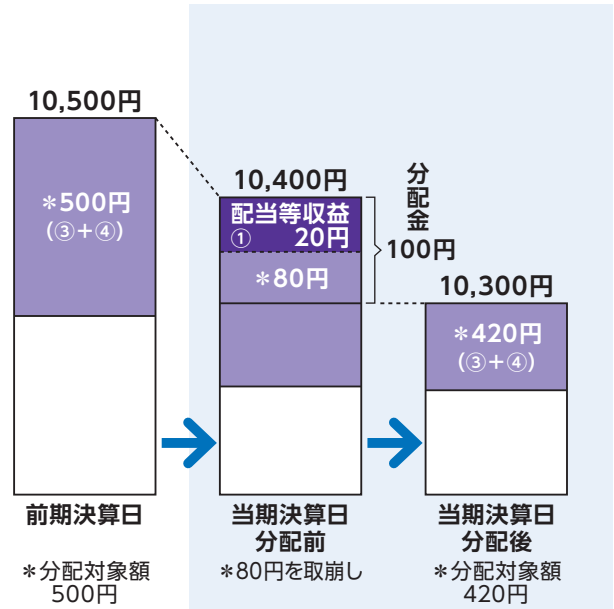 10,500円
＊500円
(③＋④)
前期決算日
＊分配対象額
500円
10,400円
配当等収益
① 20円
＊80円
分配金
100円
当期決算日
分配前
＊80円を取崩し
10,300円
＊420円
(③＋④)
当期決算日
分配後
＊分配対象額
420円